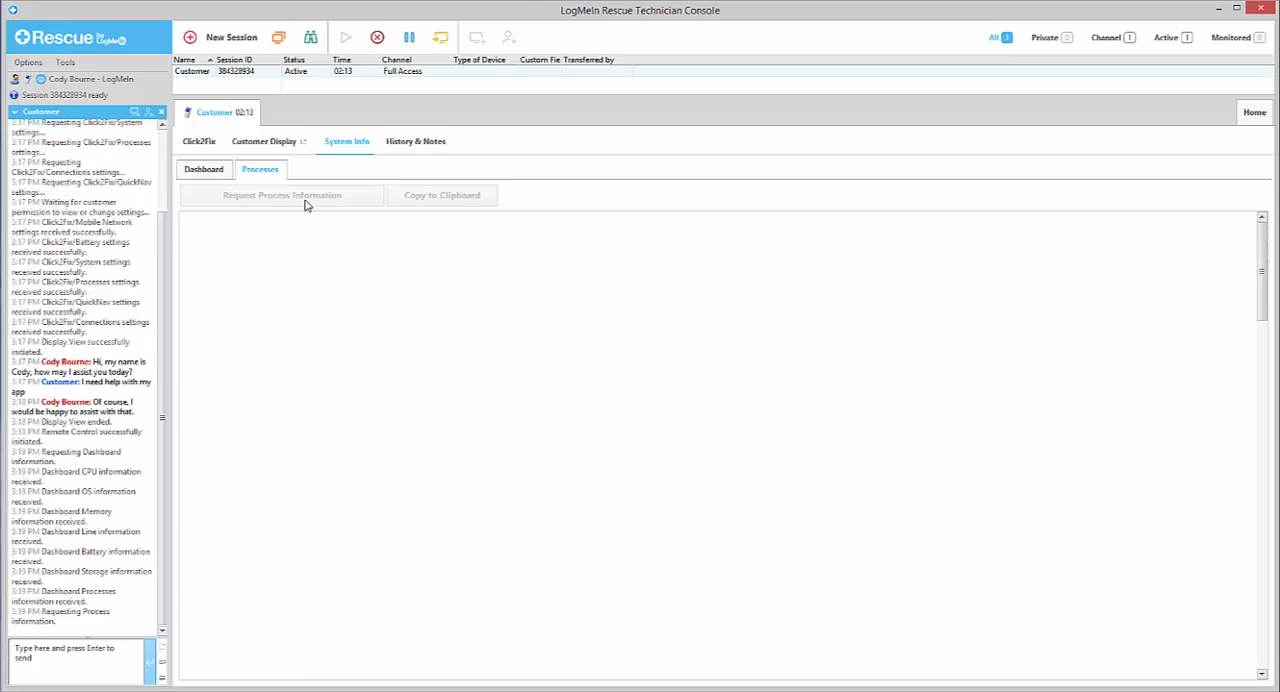 LogMeIn Rescue Technician Console
Rescue by LogMeIn
New Session
All 1
Private 0
Channel 1
Active 1
Monitored 0
Options Tools
Cody Bourne - LogMeIn
Session 384328934 ready
Name Session ID Status Time Channel Type of Device Custom Fie Transferred by
Customer 384328934 Active 02:13 Full Access
Customer
Customer 02:13
Home
Click2Fix Customer Display System Info History & Notes
Dashboard Processes
Request Process Information Copy to Clipboard
3:17 PM Requesting Click2Fix/System
settings...
3:17 PM Requesting Click2Fix/Processes
settings...
3:17 PM Requesting
Click2Fix/Connections settings...
3:17 PM Requesting Click2Fix/QuickNav
settings...
3:17 PM Waiting for customer
permission to view or change settings...
3:17 PM Click2Fix/Mobile Network
settings received successfully.
3:17 PM Click2Fix/Battery settings
received successfully.
3:17 PM Click2Fix/System settings
received successfully.
3:17 PM Click2Fix/Processes settings
received successfully.
3:17 PM Click2Fix/QuickNav settings
received successfully.
3:17 PM Click2Fix/Connections settings
received successfully.
3:17 PM Display View successfully
initiated.
3:17 PM Cody Bourne: Hi, my name is
Cody, how may I assist you today?
3:17 PM Customer: I need help with my
app
3:18 PM Cody Bourne: Of course, I
would be happy to assist with that.
3:18 PM Display View ended.
3:18 PM Remote Control successfully
initiated.
3:19 PM Requesting Dashboard
information.
3:19 PM Dashboard CPU information
received.
3:19 PM Dashboard OS information
received.
3:19 PM Dashboard Memory
information received.
3:19 PM Dashboard Line information
received.
3:19 PM Dashboard Battery information
received.
3:19 PM Dashboard Storage information
received.
3:19 PM Dashboard Processes
information received.
3:19 PM Requesting Process
information.
Type here and press Enter to
send